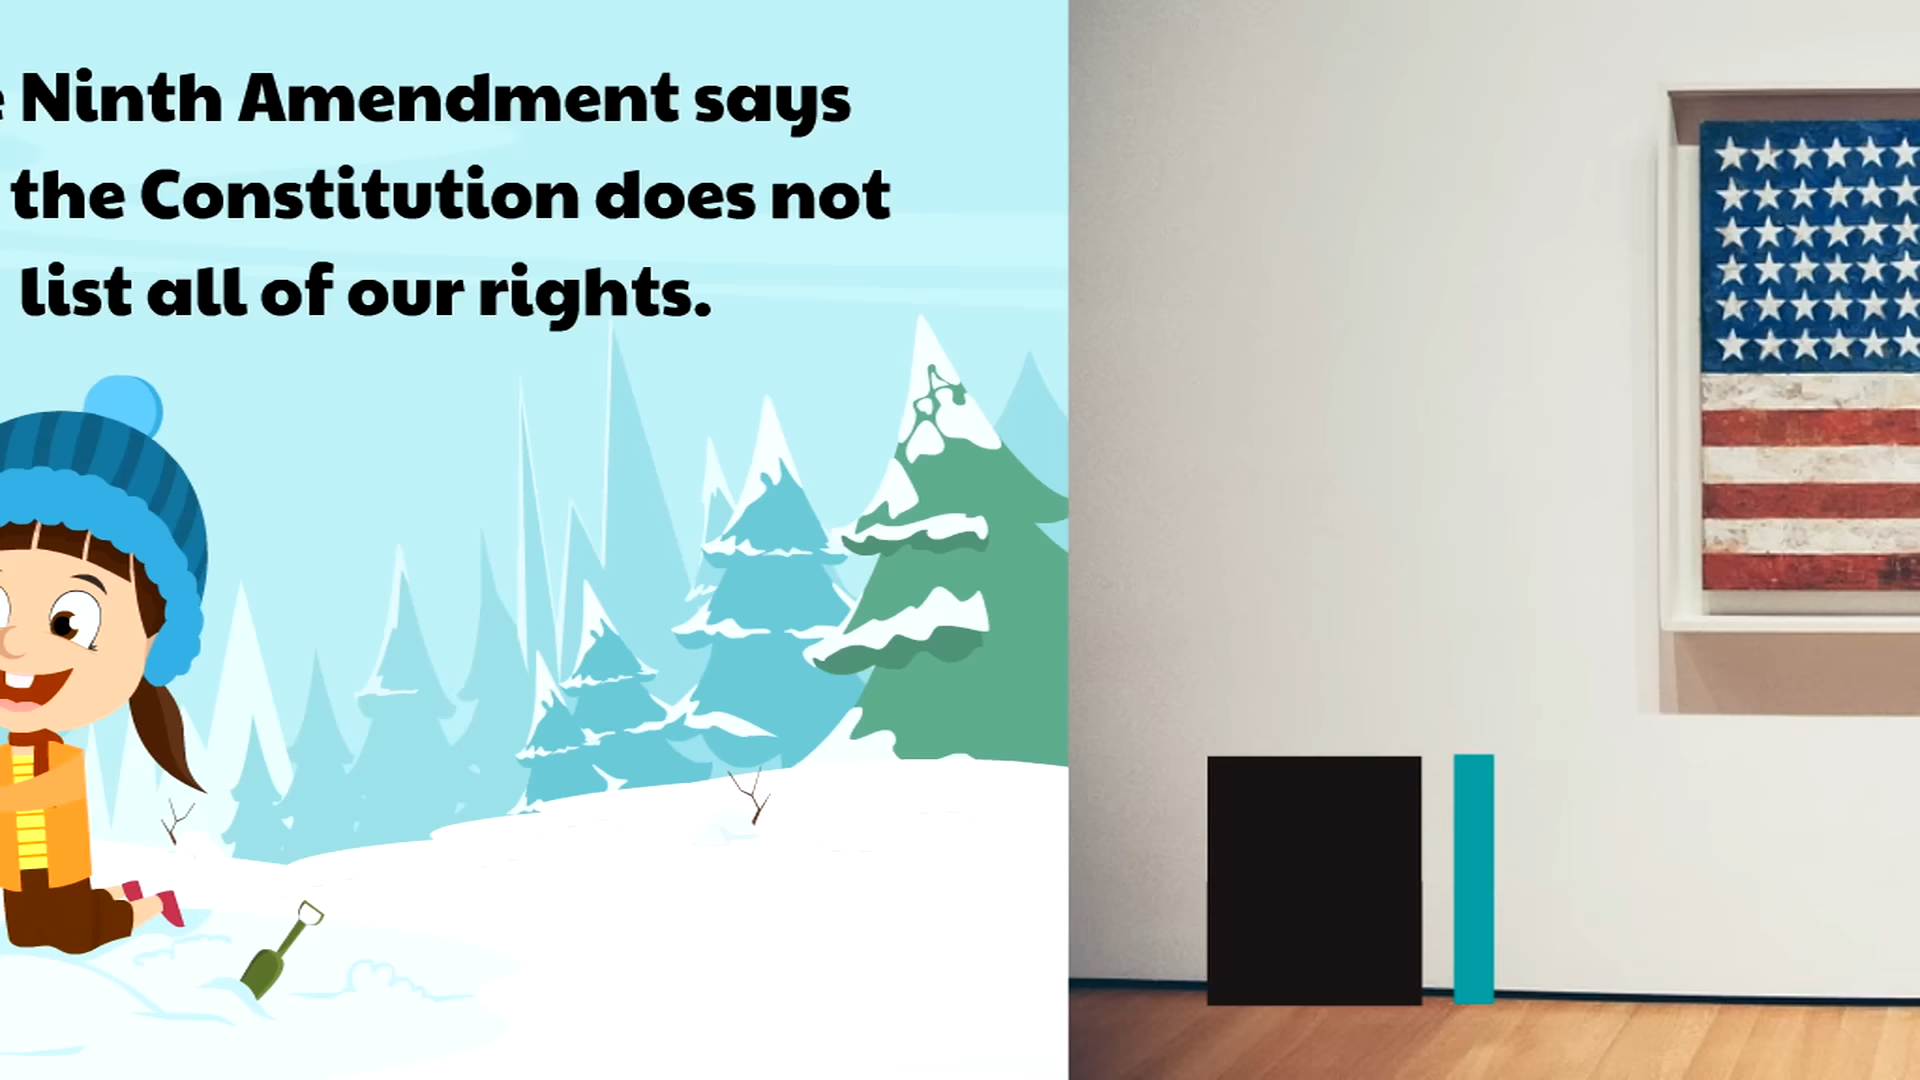 Ninth Amendment says
the Constitution does not
list all of our rights.